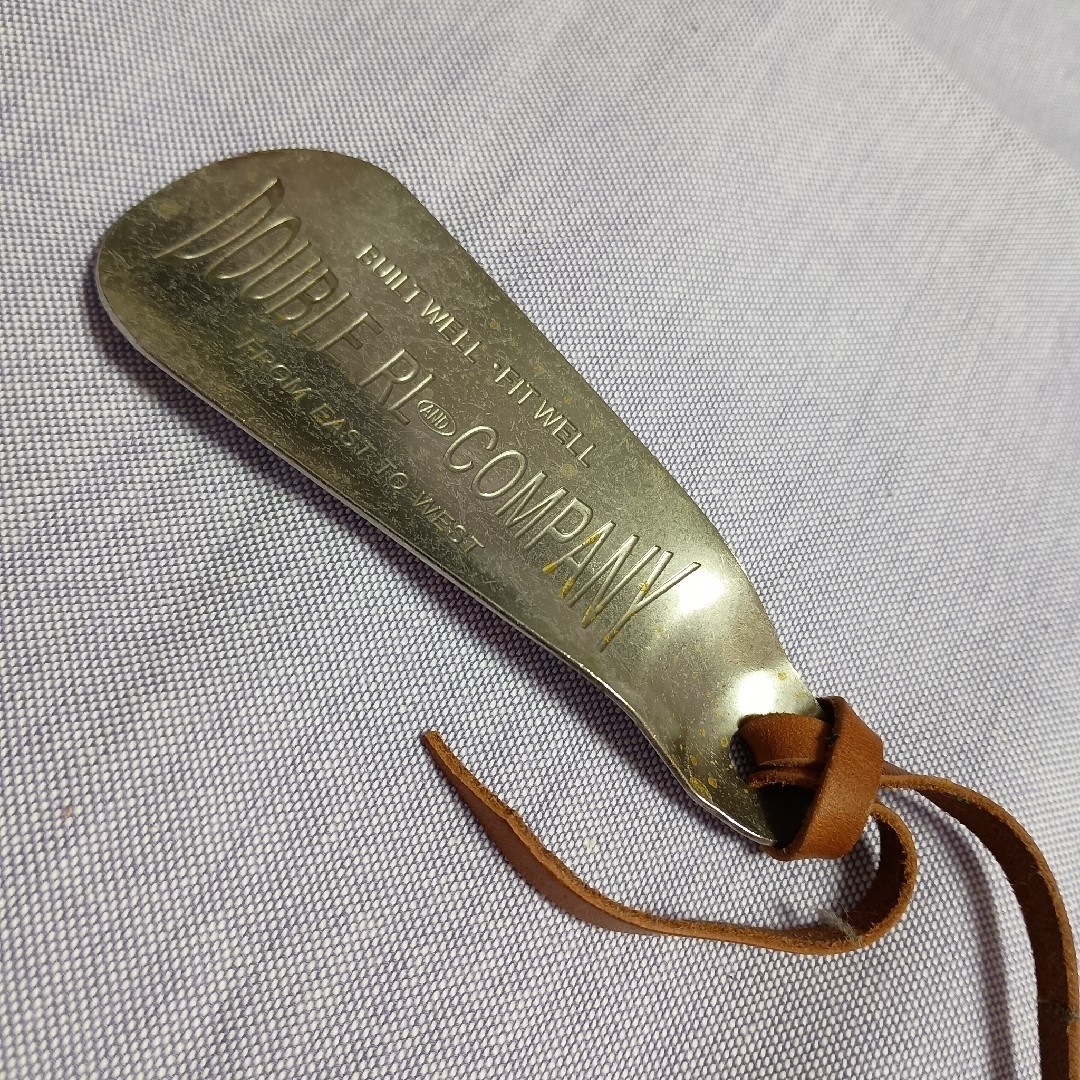 BUILT WELL · FIT WELL
DOUBLE RL AND COMPANY
FROM EAST TO WEST